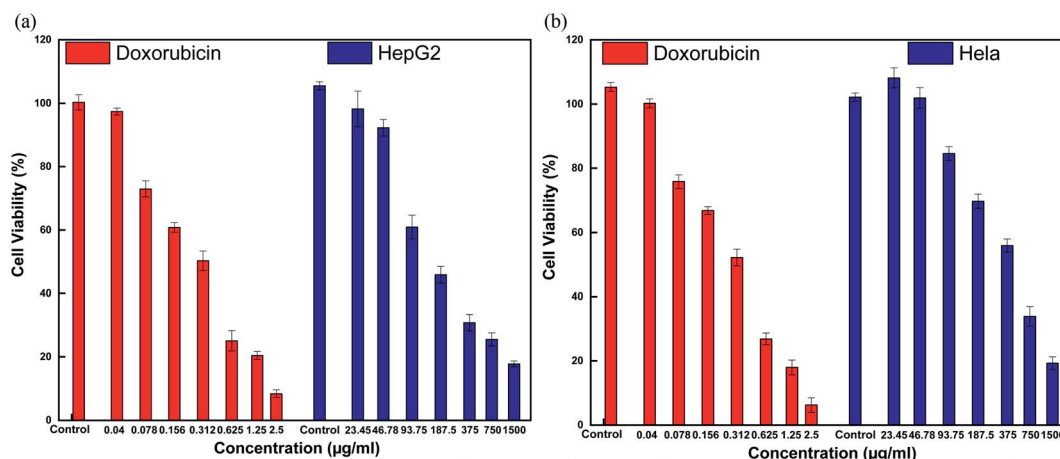 (a)
120
100
80
60
40
20
0
Cell Viability (%)
Doxorubicin HepG2
Control 0.04 0.078 0.156 0.312 0.625 1.25 2.5 Control 23.45 46.78 93.75 187.5 375 750 1500
Concentration (µg/ml)
(b)
120
100
80
60
40
20
0
Cell Viability (%)
Doxorubicin Hela
Control 0.04 0.078 0.156 0.312 0.625 1.25 2.5 Control 23.45 46.78 93.75 187.5 375 750 1500
Concentration (µg/ml)